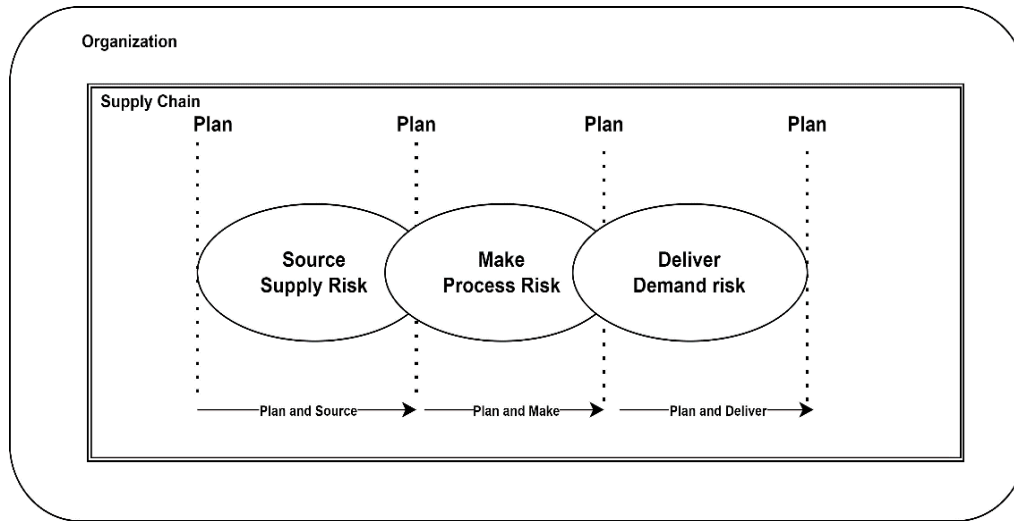 Organization
Supply Chain
Plan Plan Plan Plan
Source
Supply Risk
Make
Process Risk
Deliver
Demand risk
Plan and Source
Plan and Make
Plan and Deliver